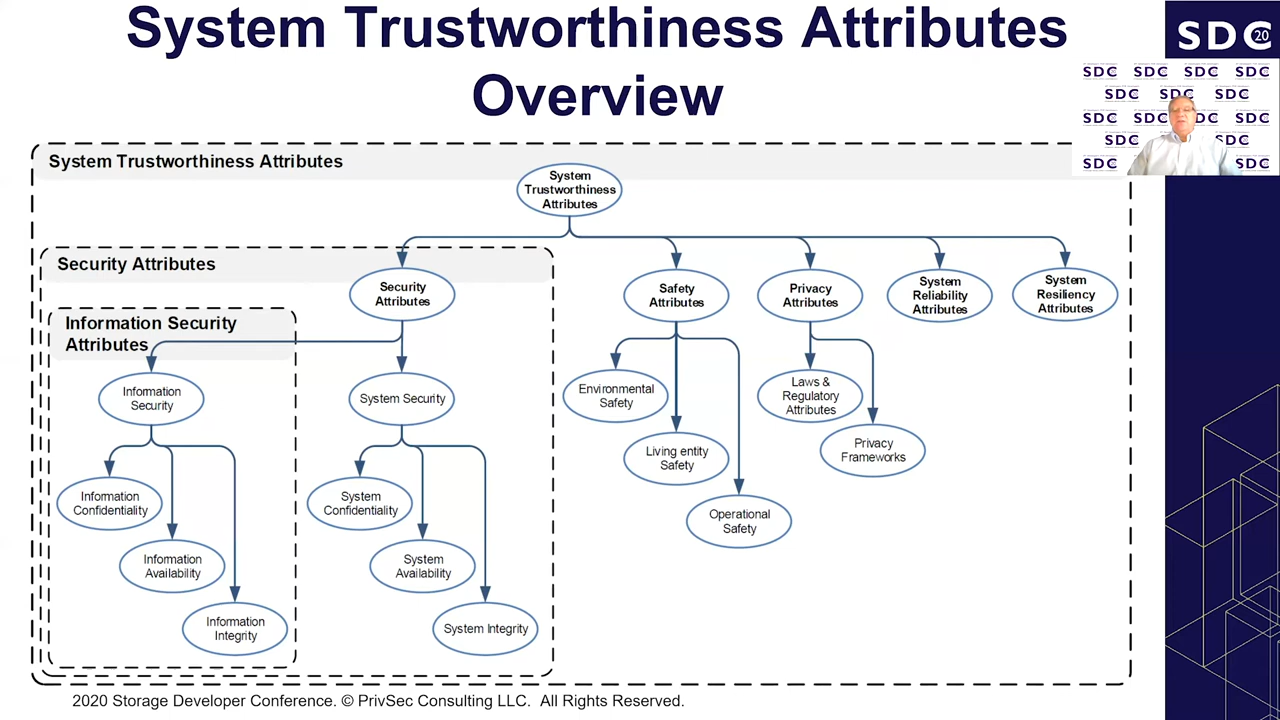 System Trustworthiness Attributes
Overview
SDC 20
SDC SDC SDC SDC
SDC SDC SDC
SDC SDC SDC
SDC SDC
SDC SDC
System Trustworthiness Attributes
System
Trustworthiness
Attributes
Security Attributes
Security
Attributes
Safety
Attributes
Privacy
Attributes
System
Reliability
Attributes
System
Resiliency
Attributes
Information Security
Attributes
Information
Security
System Security
Environmental
Safety
Laws &
Regulatory
Attributes
Living entity
Safety
Privacy
Frameworks
Information
Confidentiality
System
Confidentiality
Operational
Safety
Information
Availability
System
Availability
Information
Integrity
System Integrity
2020 Storage Developer Conference. © PrivSec Consulting LLC. All Rights Reserved.